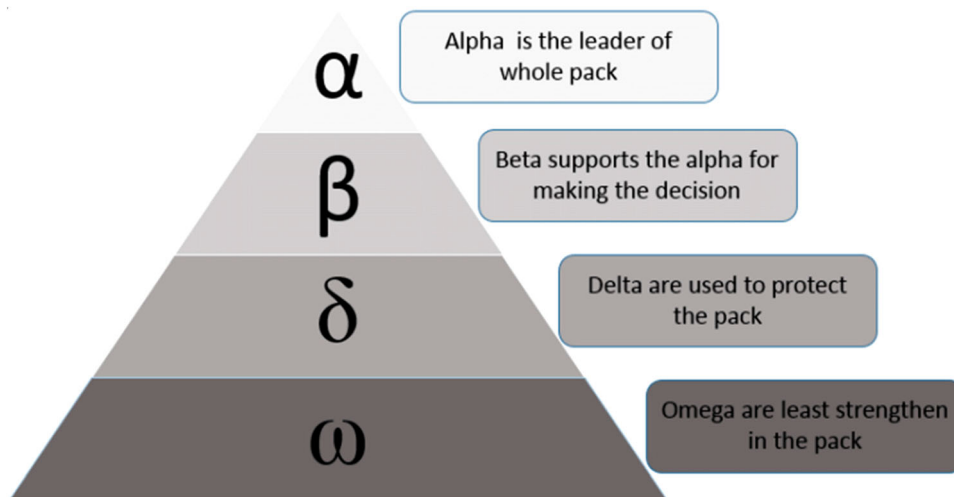 α
Alpha is the leader of
whole pack
β
Beta supports the alpha for
making the decision
δ
Delta are used to protect
the pack
ω
Omega are least strengthen
in the pack